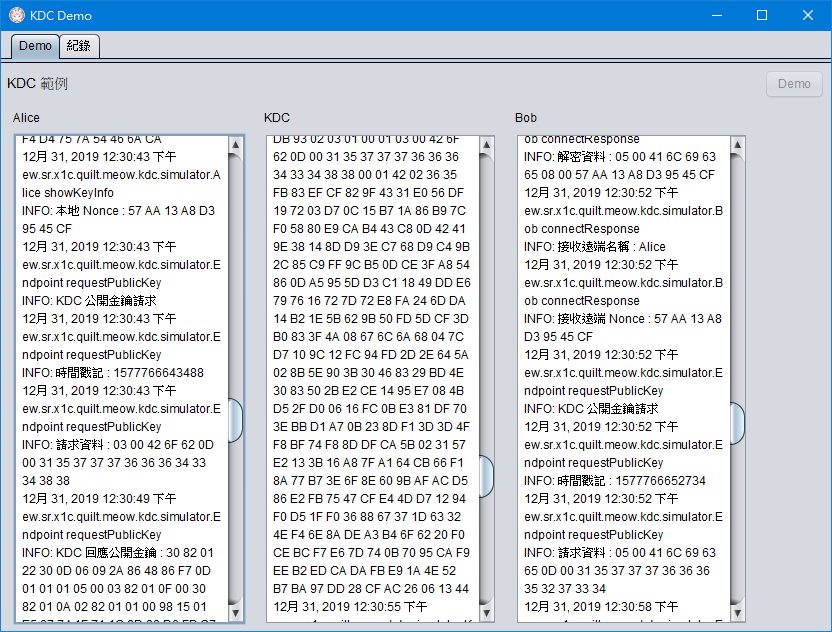 KDC Demo
Demo
紀錄
KDC 範例
Demo
Alice
F4 D4 75 7A 54 46 6A CA
12月 31, 2019 12:30:43 下午
ew.sr.x1c.quilt.meow.kdc.simulator.A
lice showKeyInfo
INFO: 本地 Nonce : 57 AA 13 A8 D3
95 45 CF
12月 31, 2019 12:30:43 下午
ew.sr.x1c.quilt.meow.kdc.simulator.E
ndpoint requestPublicKey
INFO: KDC 公開金鑰請求
12月 31, 2019 12:30:43 下午
ew.sr.x1c.quilt.meow.kdc.simulator.E
ndpoint requestPublicKey
INFO: 時間戳記 : 1577766643488
12月 31, 2019 12:30:43 下午
ew.sr.x1c.quilt.meow.kdc.simulator.E
ndpoint requestPublicKey
INFO: 請求資料 : 03 00 42 6F 62 0D
00 31 35 37 37 37 36 36 36 34 33
34 38 38
12月 31, 2019 12:30:49 下午
ew.sr.x1c.quilt.meow.kdc.simulator.E
ndpoint requestPublicKey
INFO: KDC 回應公開金鑰 : 30 82 01
22 30 0D 06 09 2A 86 48 86 F7 0D
01 01 01 05 00 03 82 01 0F 00 30
82 01 0A 02 82 01 01 00 98 15 01
KDC
DB 93 02 03 01 00 01 03 00 42 6F
62 0D 00 31 35 37 37 37 36 36 36
34 33 34 38 38 00 01 42 02 36 35
FB 83 EF CF 82 9F 43 31 E0 56 DF
19 72 03 D7 0C 15 B7 1A 86 B9 7C
F0 58 80 E9 CA B4 43 C8 0D 42 41
9E 38 14 8D D9 3E C7 68 D9 C4 9B
2C 85 C9 FF 9C B5 0D CE 3F A8 54
86 0D A5 95 5D D3 C1 18 49 DD E6
79 76 16 72 7D 72 E8 FA 24 6D DA
14 B2 1E 5B 62 9B 50 FD 5D CF 3D
B0 83 3F 4A 08 67 6C 6A 68 04 7C
D7 10 9C 12 FC 94 FD 2D 2E 64 5A
02 8B 5E 90 3B 30 46 83 29 BD 4E
30 83 50 2B E2 CE 14 95 E7 08 4B
D5 2F D0 06 16 FC 0B E3 81 DF 70
3E BB D1 A7 0B 23 8D F1 3D 3D 4F
F8 BF 74 F8 8D DF CA 5B 02 31 57
E2 13 3B 16 A8 7F A1 64 CB 66 F1
8A 77 B7 3E 6F 8E 60 9B AF AC D5
86 E2 FB 75 47 CF E4 4D D7 12 94
F0 D5 1F F0 36 88 67 37 1D 63 32
4E F4 6E 8A DE A3 B4 6F 62 20 F0
CE BC F7 E6 7D 74 0B 70 95 CA F9
EE B2 ED CA DA FB E9 1A 4E 52
B7 BA 97 DD 28 CF AC 26 06 13 44
12月 31, 2019 12:30:55 下午
Bob
ob connectResponse
INFO: 解密資料 : 05 00 41 6C 69 63
65 08 00 57 AA 13 A8 D3 95 45 CF
12月 31, 2019 12:30:52 下午
ew.sr.x1c.quilt.meow.kdc.simulator.B
ob connectResponse
INFO: 接收遠端名稱 : Alice
12月 31, 2019 12:30:52 下午
ew.sr.x1c.quilt.meow.kdc.simulator.B
ob connectResponse
INFO: 接收遠端 Nonce : 57 AA 13 A8
D3 95 45 CF
12月 31, 2019 12:30:52 下午
ew.sr.x1c.quilt.meow.kdc.simulator.E
ndpoint requestPublicKey
INFO: KDC 公開金鑰請求
12月 31, 2019 12:30:52 下午
ew.sr.x1c.quilt.meow.kdc.simulator.E
ndpoint requestPublicKey
INFO: 時間戳記 : 1577766652734
12月 31, 2019 12:30:52 下午
ew.sr.x1c.quilt.meow.kdc.simulator.E
ndpoint requestPublicKey
INFO: 請求資料 : 05 00 41 6C 69 63
65 0D 00 31 35 37 37 37 36 36 36
35 32 37 33 34
12月 31, 2019 12:30:58 下午